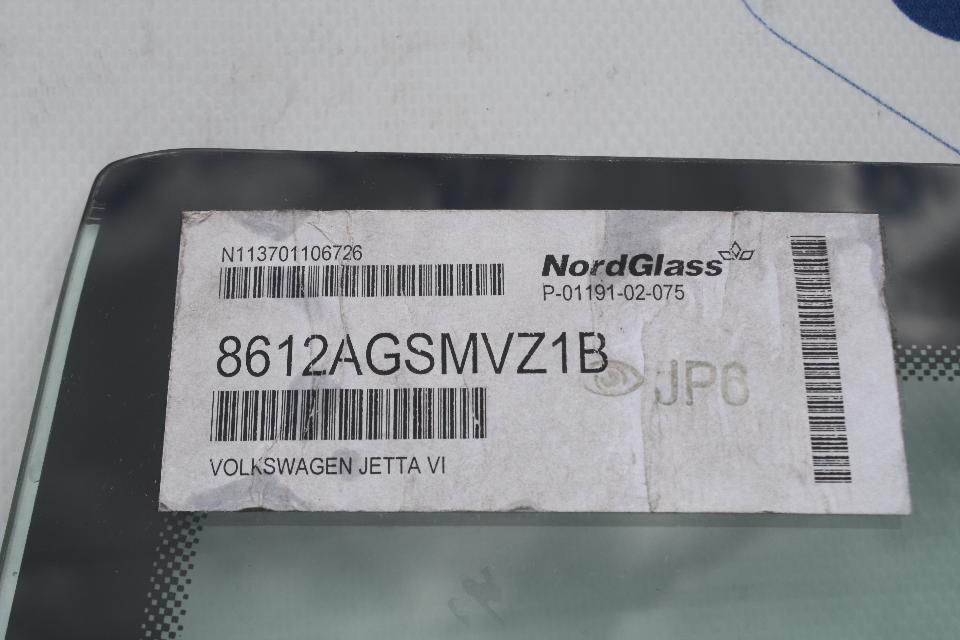 N113701106726
NordGlass
P-01191-02-075
8612AGSMVZ1B
JP6
VOLKSWAGEN JETTA VI